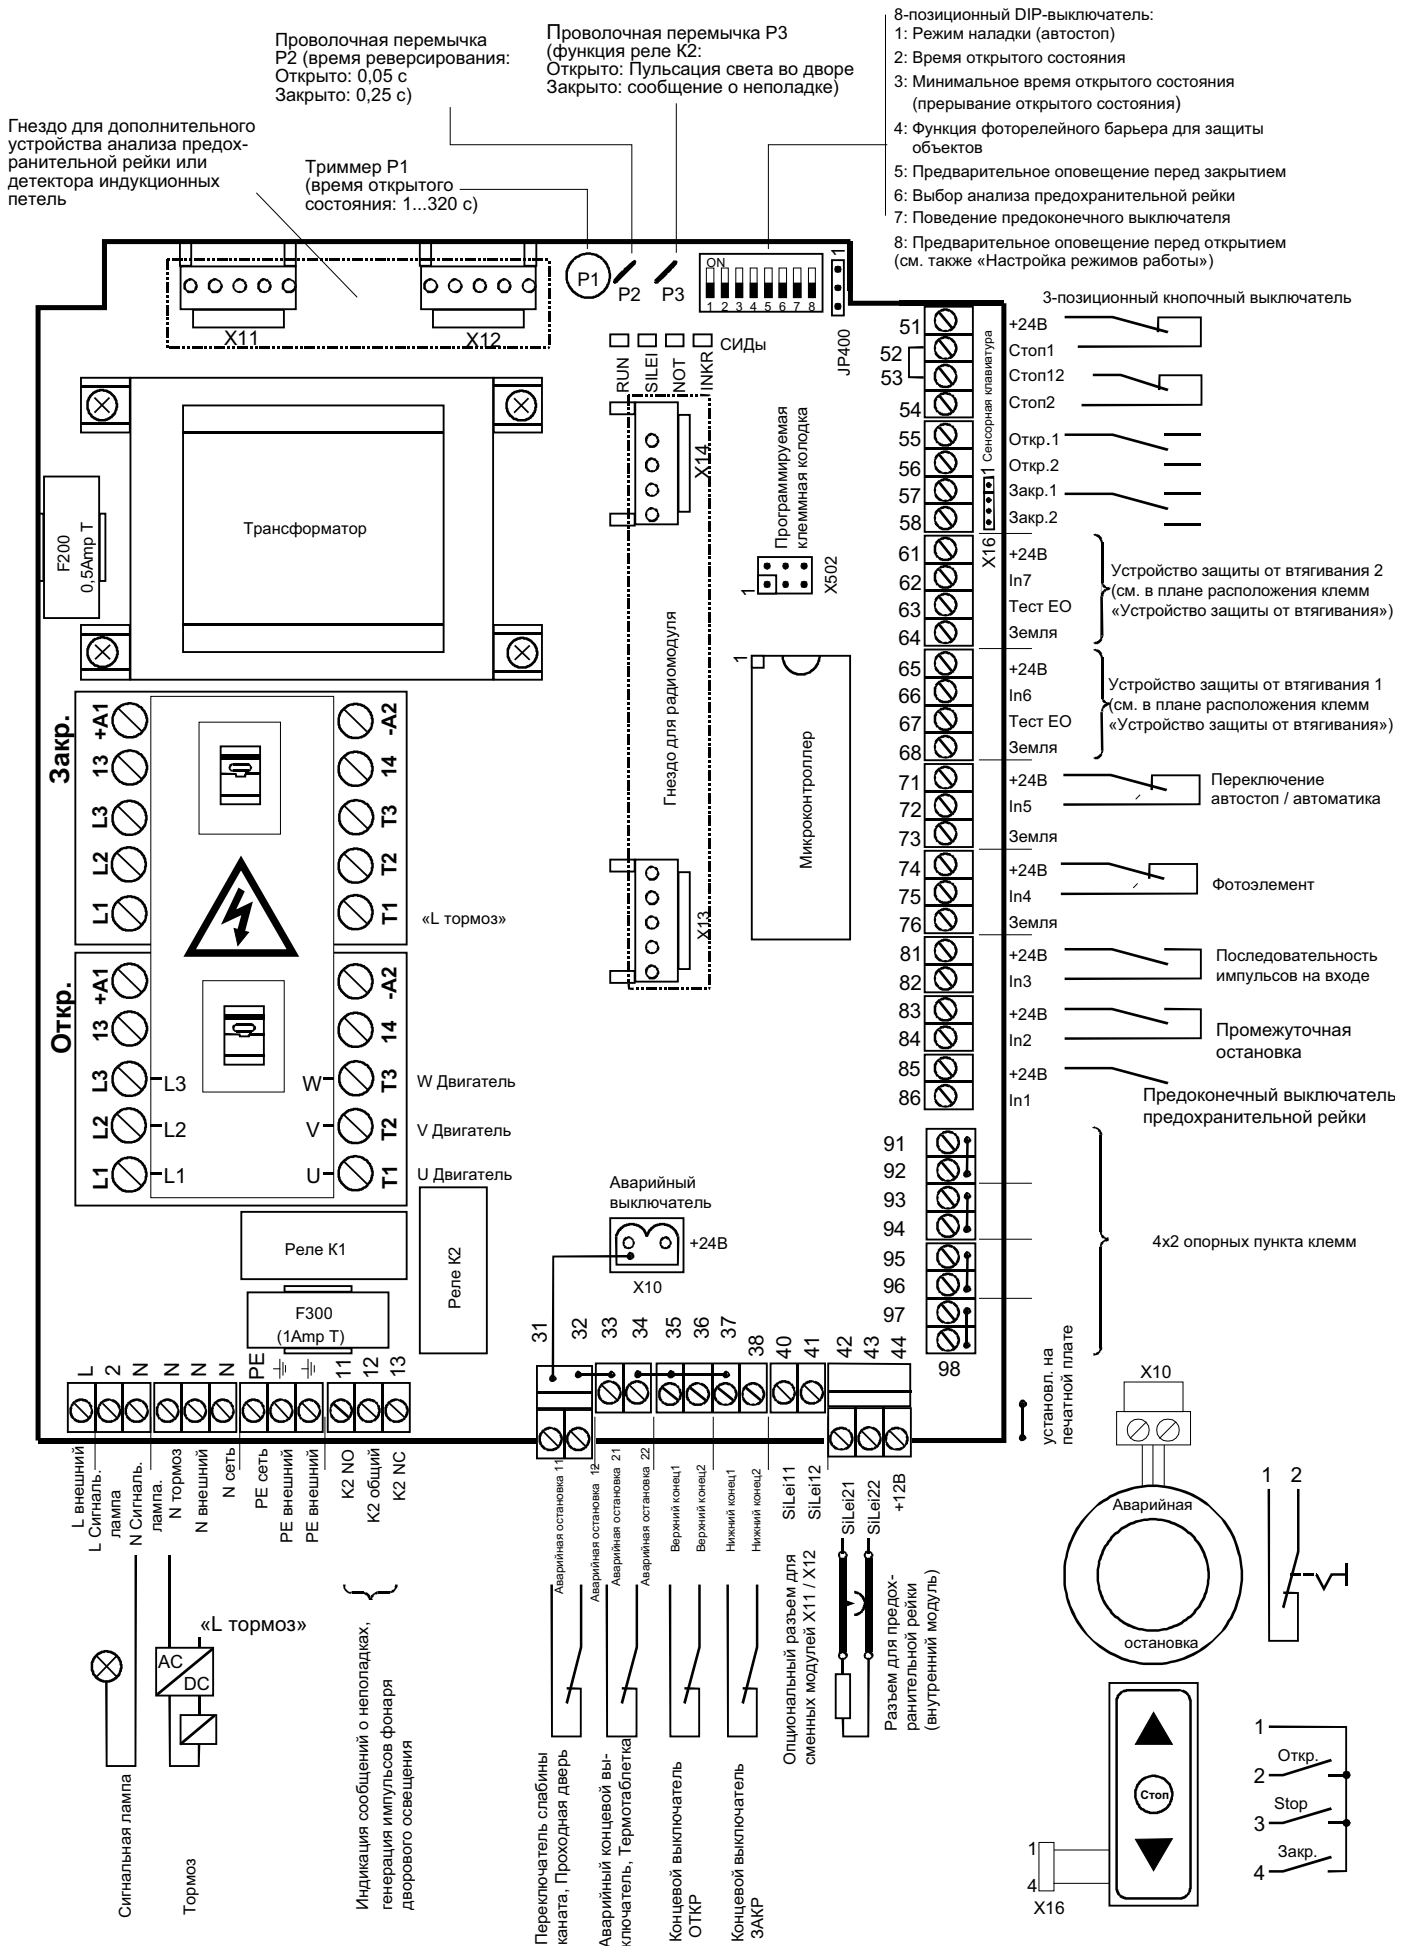 8-позиционный DIP-выключатель:
1: Режим наладки (автостоп)
2: Время открытого состояния
3: Минимальное время открытого состояния
(прерывание открытого состояния)
4: Функция фоторелейного барьера для защиты
объектов
5: Предварительное оповещение перед закрытием
6: Выбор анализа предохранительной рейки
7: Поведение предоконечного выключателя
8: Предварительное оповещение перед открытием
(см. также «Настройка режимов работы»)
Проволочная перемычка
P2 (время реверсирования:
Открыто: 0,05 с
Закрыто: 0,25 с)
Проволочная перемычка P3
(функция реле К2:
Открыто: Пульсация света во дворе
Закрыто: сообщение о неполадке)
Гнездо для дополнительного
устройства анализа предох-
ранительной рейки или
детектора индукционных
петель
Триммер P1
(время открытого
состояния: 1...320 с)
X11
X12
P1
P2
P3
ON
1 2 3 4 5 6 7 8
1
JP400
RUN
SILEI
NOT
INKR
СИДы
X14
Гнездо для радиомодуля
X13
Программируемая
клеммная колодка
1
X502
1
Микроконтроллер
Трансформатор
F200
0,5Amp T
Закр.
+A1
13
L3
L2
L1
-A2
14
T3
T2
T1
«L тормоз»
Откр.
+A1
13
L3
L2
L1
L3
L2
L1
W
V
U
-A2
14
T3
T2
T1
W Двигатель
V Двигатель
U Двигатель
Реле К1
F300
(1Amp T)
Реле К2
Аварийный
выключатель
+24В
X10
3-позиционный кнопочный выключатель
Сенсорная клавиатура
1
X16
51 +24В
52 Стоп1
53 Стоп12
54 Стоп2
55 Откр.1
56 Откр.2
57 Закр.1
58 Закр.2
61 +24В
62 In7
63 Тест ЕО
64 Земля
Устройство защиты от втягивания 2
(см. в плане расположения клемм
«Устройство защиты от втягивания»)
65 +24В
66 In6
67 Тест ЕО
68 Земля
Устройство защиты от втягивания 1
(см. в плане расположения клемм
«Устройство защиты от втягивания»)
71 +24В
72 In5
73 Земля
Переключение
автостоп / автоматика
74 +24В
75 In4
76 Земля
Фотоэлемент
81 +24В
82 In3
Последовательность
импульсов на входе
83 +24В
84 In2
Промежуточная
остановка
85 +24В
86 In1
Предоконечный выключатель
предохранительной рейки
91
92
93
94
95
96
97
98
4x2 опорных пункта клемм
установл. на
печатной плате
L
2
N
N
N
N
PE
11
12
13
31
32
33
34
35
36
37
38
40
41
42
43
44
L внешний
L Сигналь.
лампа
N Сигналь.
лампа.
N тормоз
N внешний
N сеть
PE сеть
PE внешний
PE внешний
K2 NO
K2 общий
K2 NC
Аварийная остановка 11
Аварийная остановка 12
Аварийная остановка 21
Аварийная остановка 22
Верхний конец1
Верхний конец2
Нижний конец1
Нижний конец2
SiLei11
SiLei12
SiLei21
SiLei22
+12В
«L тормоз»
AC
DC
Сигнальная лампа
Тормоз
Индикация сообщений о неполадках,
генерация импульсов фонаря
дворового освещения
Переключатель слабины
каната, Проходная дверь
Аварийный концевой вы-
ключатель, Термотаблетка
Концевой выключатель
ОТКР
Концевой выключатель
ЗАКР
Опциональный разъем для
сменных модулей X11 / X12
Разъем для предох-
ранительной рейки
(внутренний модуль)
X10
Аварийная
остановка
1 2
Стоп
1
4
X16
1
Откр.
2
Stop
3
Закр.
4